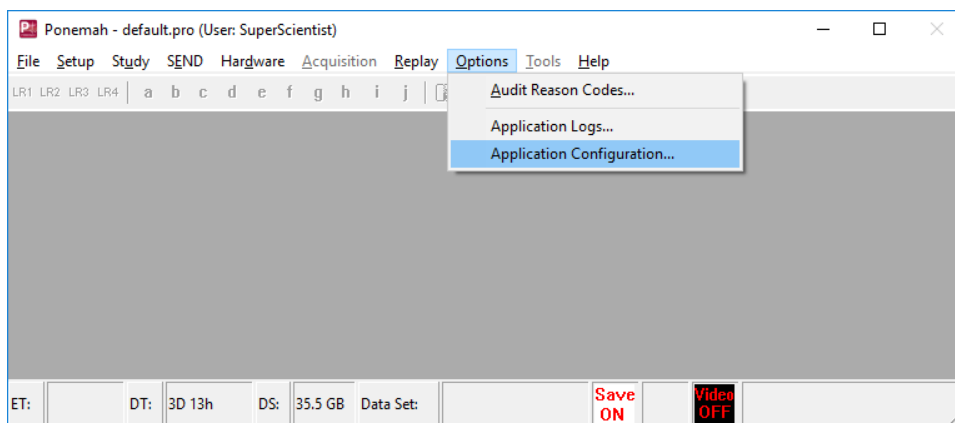 Ponemah - default.pro (User: SuperScientist)
File Setup Study SEND Hardware Acquisition Replay Options Tools Help
LR1 LR2 LR3 LR4 a b c d e f g h i j
Audit Reason Codes...
Application Logs...
Application Configuration...
ET: DT: 3D 13h DS: 35.5 GB Data Set: Save ON Video OFF